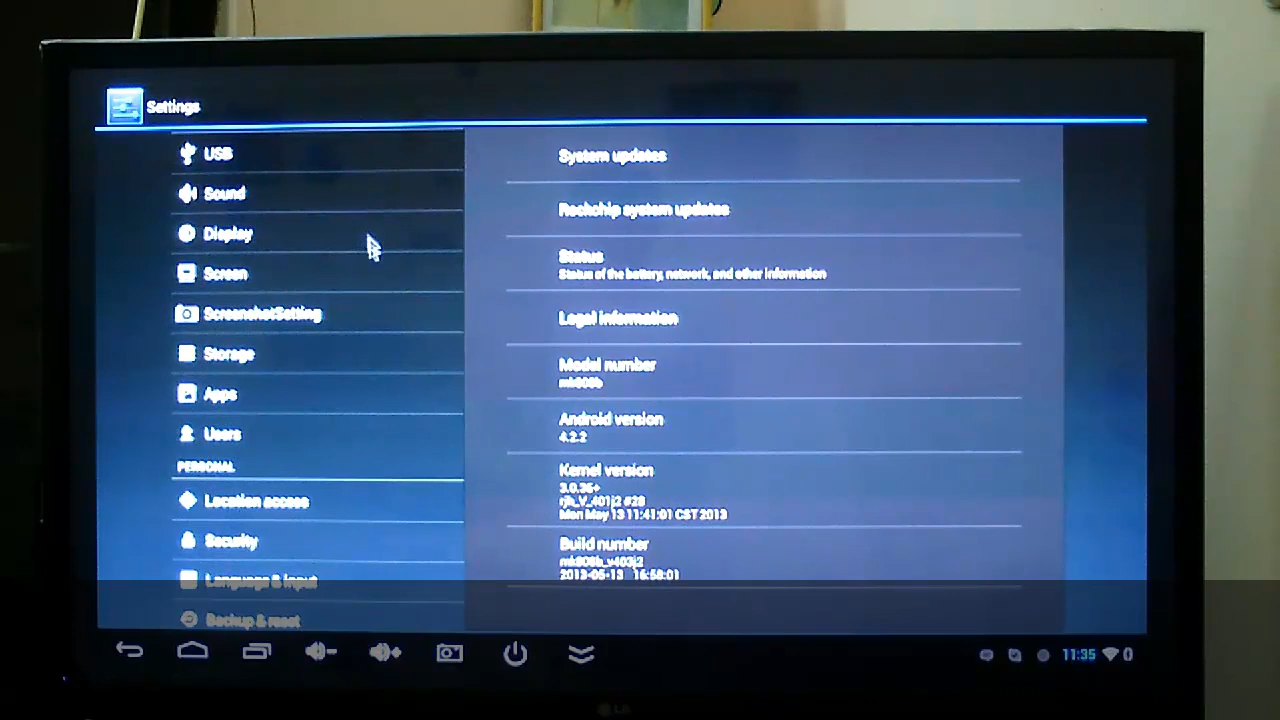 Settings
USB
Sound
Display
Screen
ScreenshotSetting
Storage
Apps
Users
PERSONAL
Location access
Security
Language & input
Backup & reset
System updates
Rockchip system updates
Status
Status of the battery, network, and other information
Legal information
Model number
mk808b
Android version
4.2.2
Kernel version
3.0.36+
Mon May 13 11:41:01 CST 2013
Build number
2013-05-13 16:58:01
11:35
LG